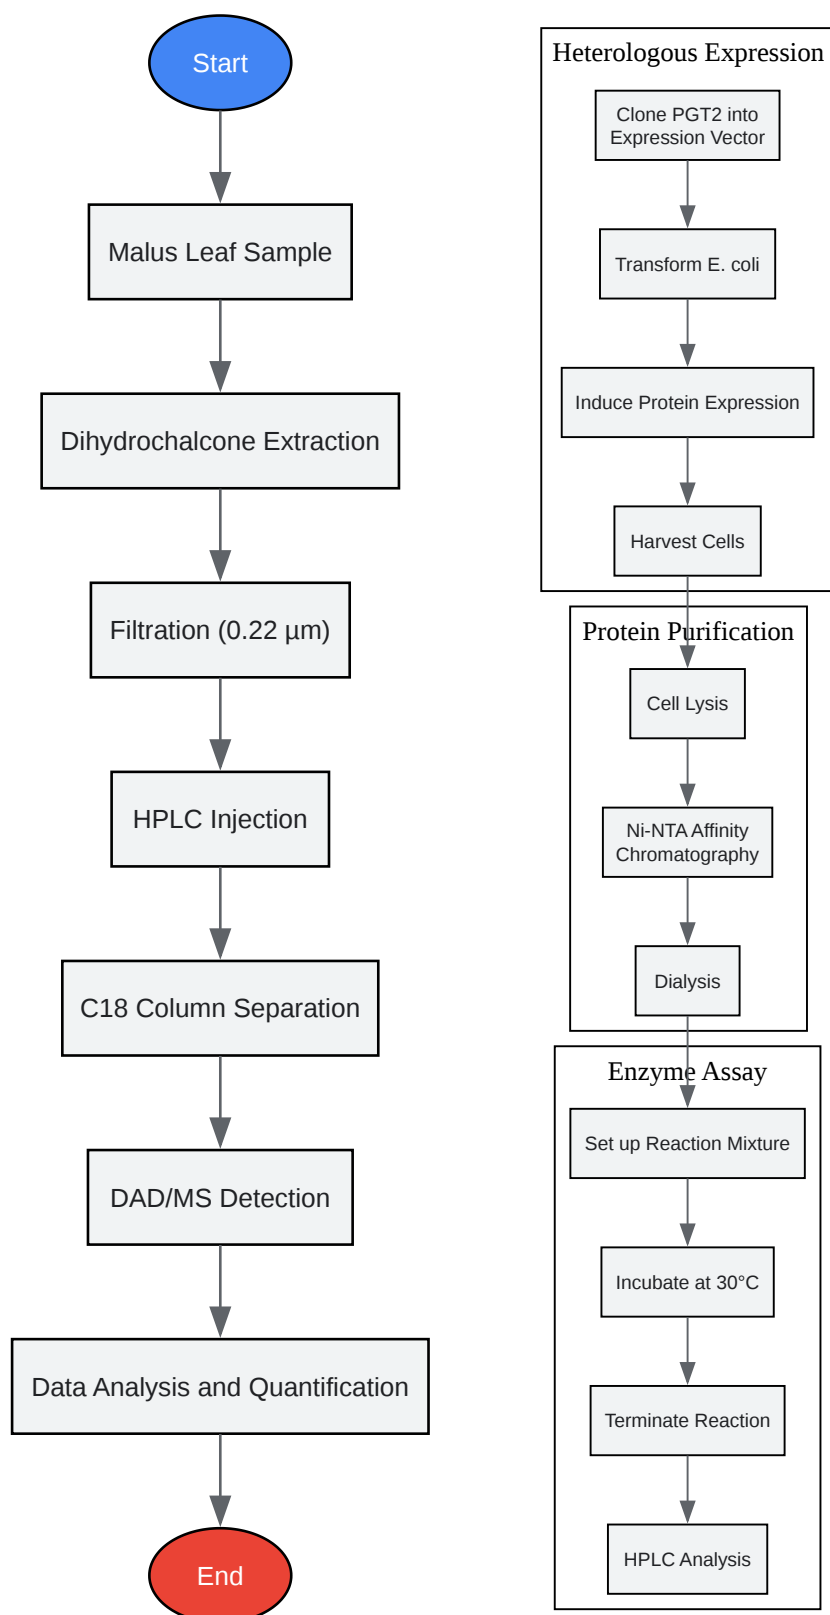 Start
Malus Leaf Sample
Dihydrochalcone Extraction
Filtration (0.22 µm)
HPLC Injection
C18 Column Separation
DAD/MS Detection
Data Analysis and Quantification
End
Heterologous Expression
Clone PGT2 into
Expression Vector
Transform E. coli
Induce Protein Expression
Harvest Cells
Protein Purification
Cell Lysis
Ni-NTA Affinity
Chromatography
Dialysis
Enzyme Assay
Set up Reaction Mixture
Incubate at 30°C
Terminate Reaction
HPLC Analysis